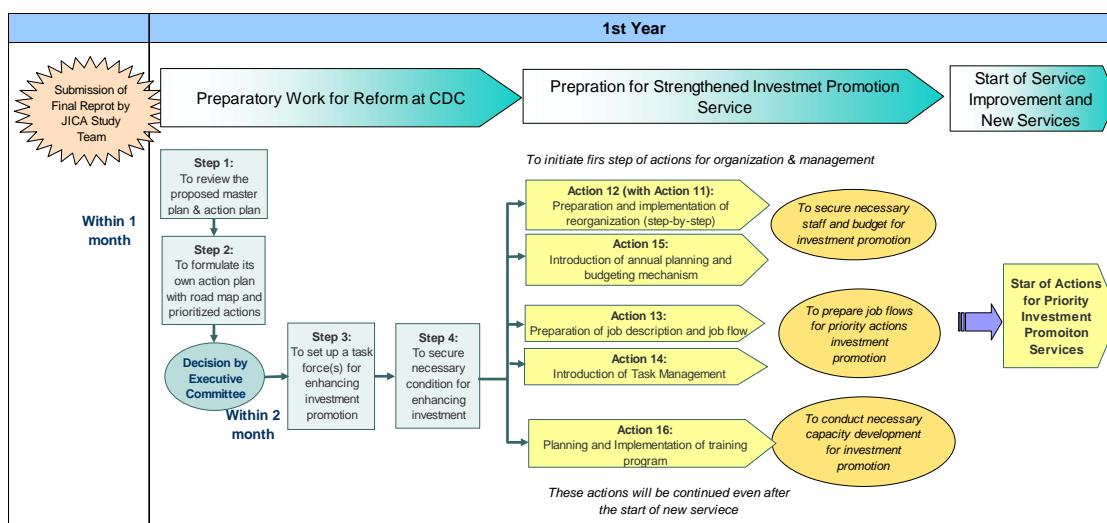 1st Year
Submission of
Final Reprot by
JICA Study
Team
Preparatory Work for Reform at CDC
Prepration for Strengthened Investmet Promotion
Service
Start of Service
Improvement and
New Services
To initiate firs step of actions for organization & management
Within 1
month
Step 1:
To review the
proposed master
plan & action plan
Step 2:
To formulate its
own action plan
with road map and
prioritized actions
Decision by
Executive
Committee
Within 2
month
Step 3:
To set up a task
force(s) for
enhancing
investment
promotion
Step 4:
To secure
necessary
condition for
enhancing
investment
Action 12 (with Action 11):
Preparation and implementation of
reorganization (step-by-step)
Action 15:
Introduction of annual planning and
budgeting mechanism
Action 13:
Preparation of job description and job flow
Action 14:
Introduction of Task Management
Action 16:
Planning and Implementation of training
program
To secure necessary
staff and budget for
investment promotion
To prepare job flows
for priority actions
investment
promotion
To conduct necessary
capacity development
for investment
promotion
Star of Actions
for Priority
Investment
Promoiton
Services
These actions will be continued even after
the start of new serviece